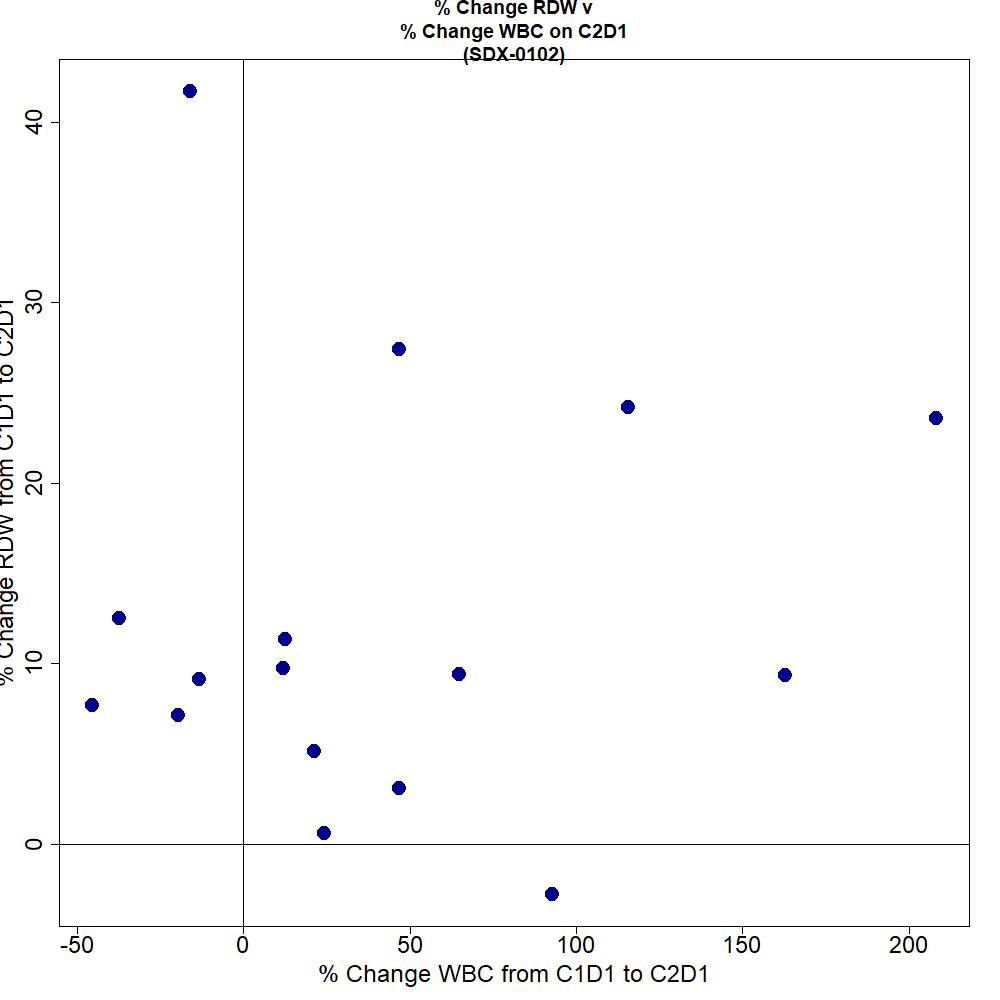 % Change RDW v
% Change WBC on C2D1
(SDX-0102)
% Change RDW from C1D1 to C2D1
40
30
20
10
0
-50 0 50 100 150 200
% Change WBC from C1D1 to C2D1